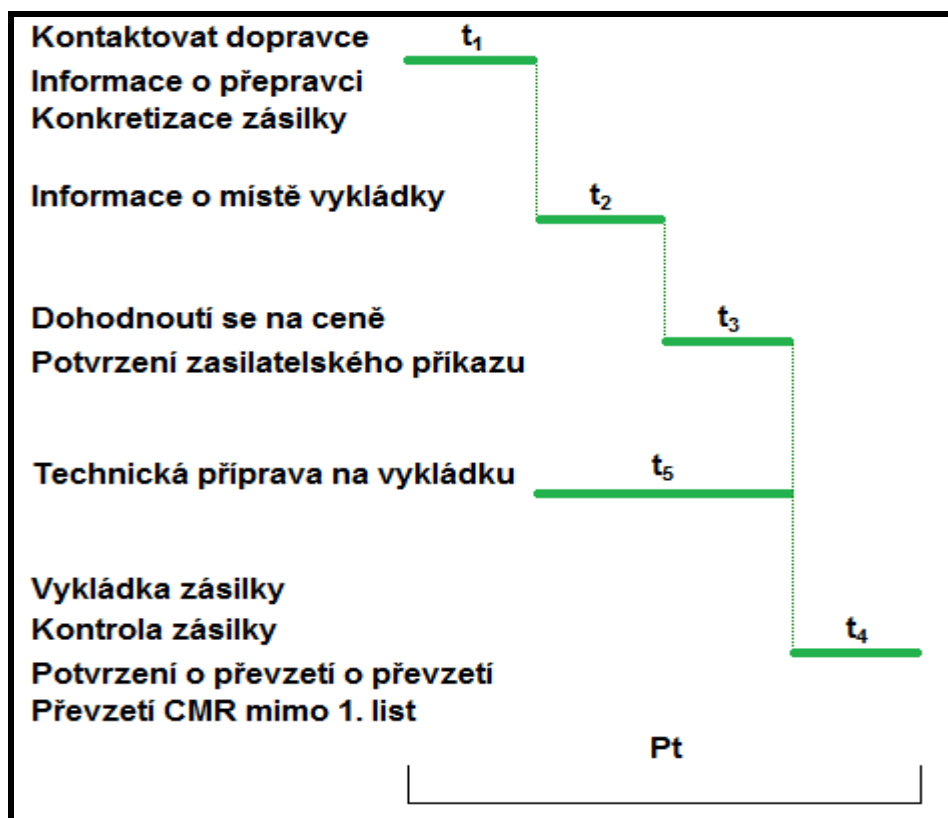 Kontaktovat dopravce t₁
Informace o přepravci
Konkretizace zásilky
Informace o místě vykládky t₂
Dohodnoutí se na ceně t₃
Potvrzení zasilatelského příkazu
Technická příprava na vykládku t₅
Vykládka zásilky
Kontrola zásilky t₄
Potvrzení o převzetí o převzetí
Převzetí CMR mimo 1. list
Pt